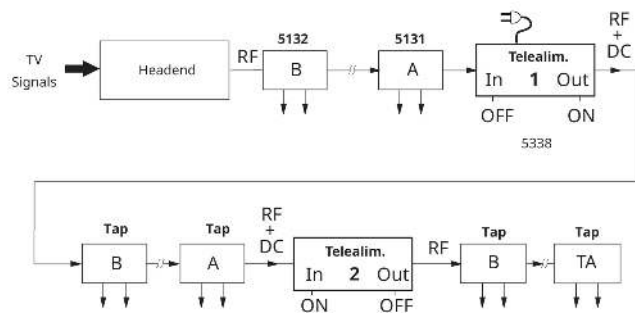 TV
Signals
Headend
RF
5132
B
5131
A
Telealim.
In 1 Out
OFF ON
5338
RF
+
DC
Tap
B
Tap
A
RF
+
DC
Telealim.
In 2 Out
ON OFF
RF
Tap
B
Tap
TA